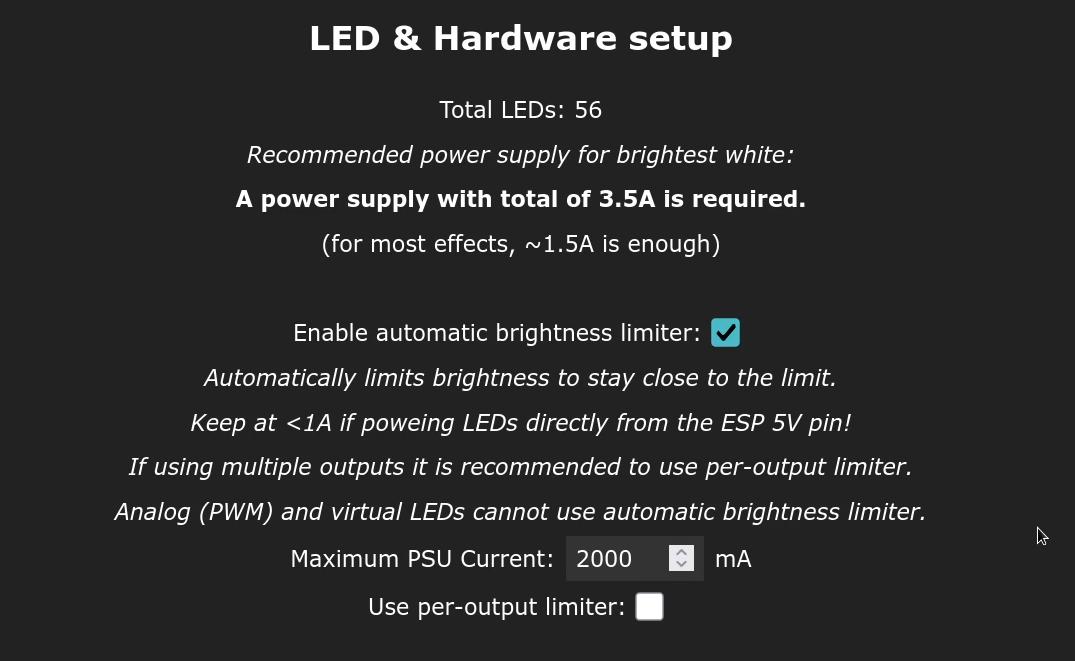 LED & Hardware setup
Total LEDs: 56
Recommended power supply for brightest white:
A power supply with total of 3.5A is required.
(for most effects, ~1.5A is enough)
Enable automatic brightness limiter:
Automatically limits brightness to stay close to the limit.
Keep at <1A if poweing LEDs directly from the ESP 5V pin!
If using multiple outputs it is recommended to use per-output limiter.
Analog (PWM) and virtual LEDs cannot use automatic brightness limiter.
Maximum PSU Current: 2000 mA
Use per-output limiter: